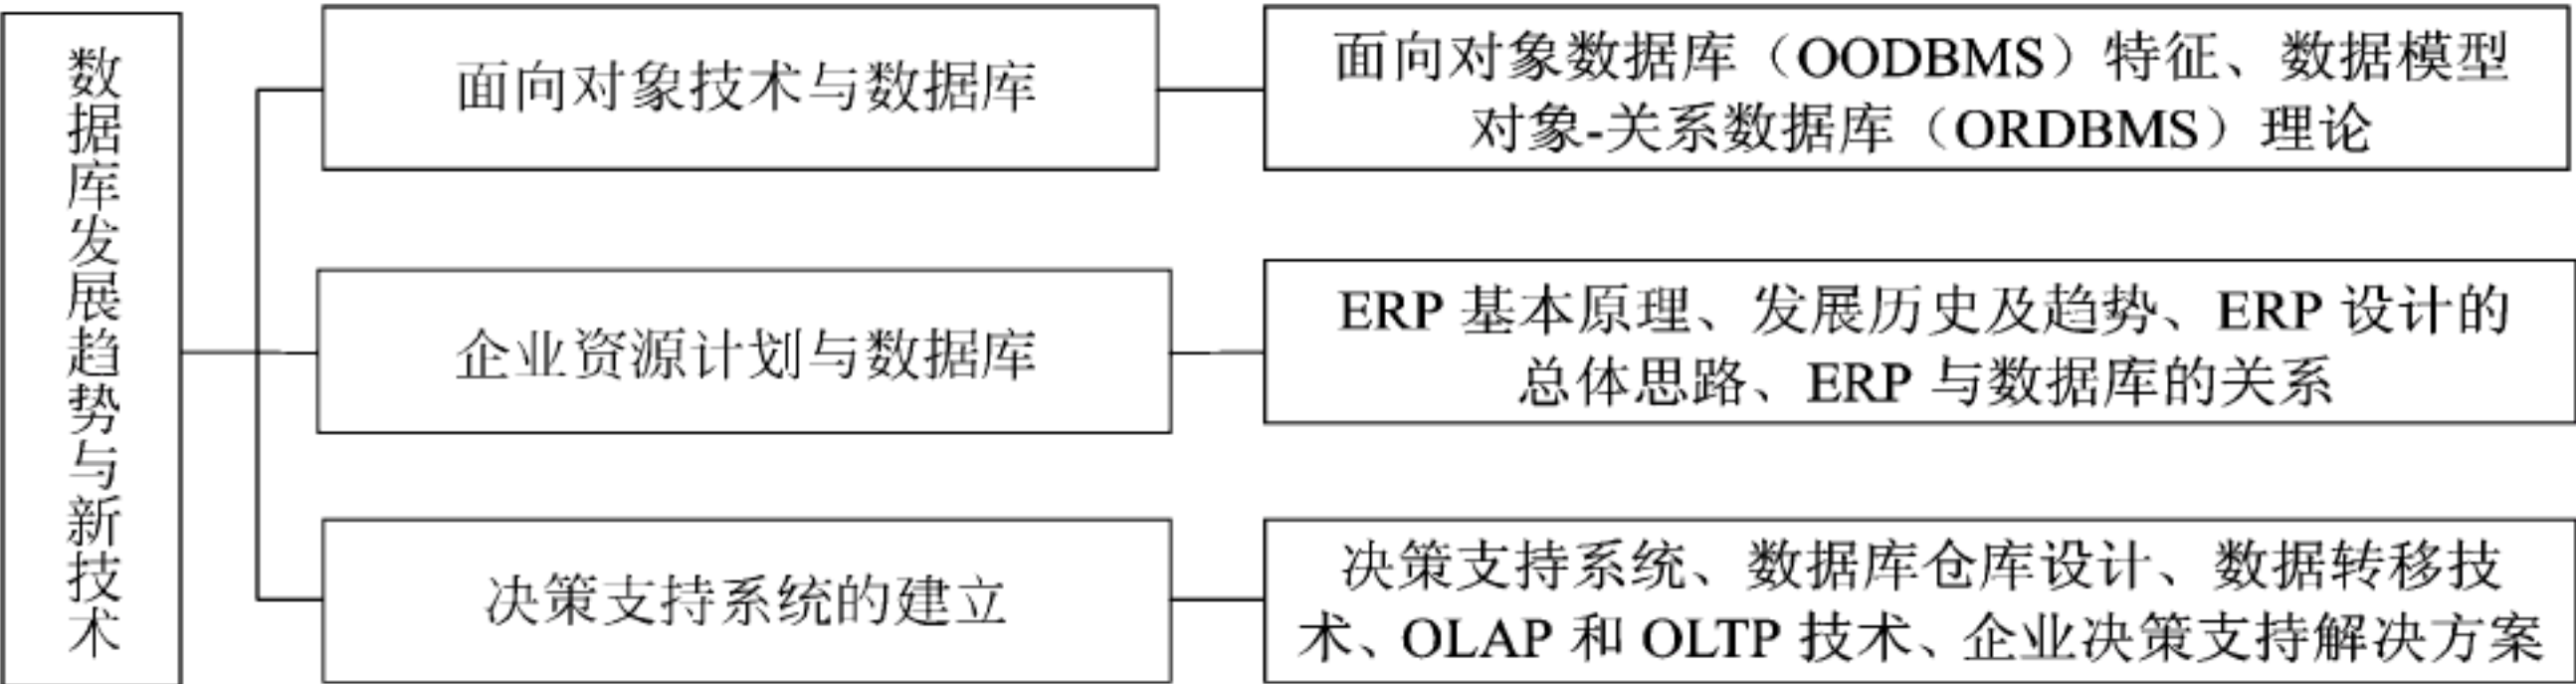 数据库发展趋势与新技术
面向对象技术与数据库
面向对象数据库（OODBMS）特征、数据模型
对象-关系数据库（ORDBMS）理论
企业资源计划与数据库
ERP 基本原理、发展历史及趋势、ERP 设计的
总体思路、ERP 与数据库的关系
决策支持系统的建立
决策支持系统、数据库仓库设计、数据转移技
术、OLAP 和 OLTP 技术、企业决策支持解决方案